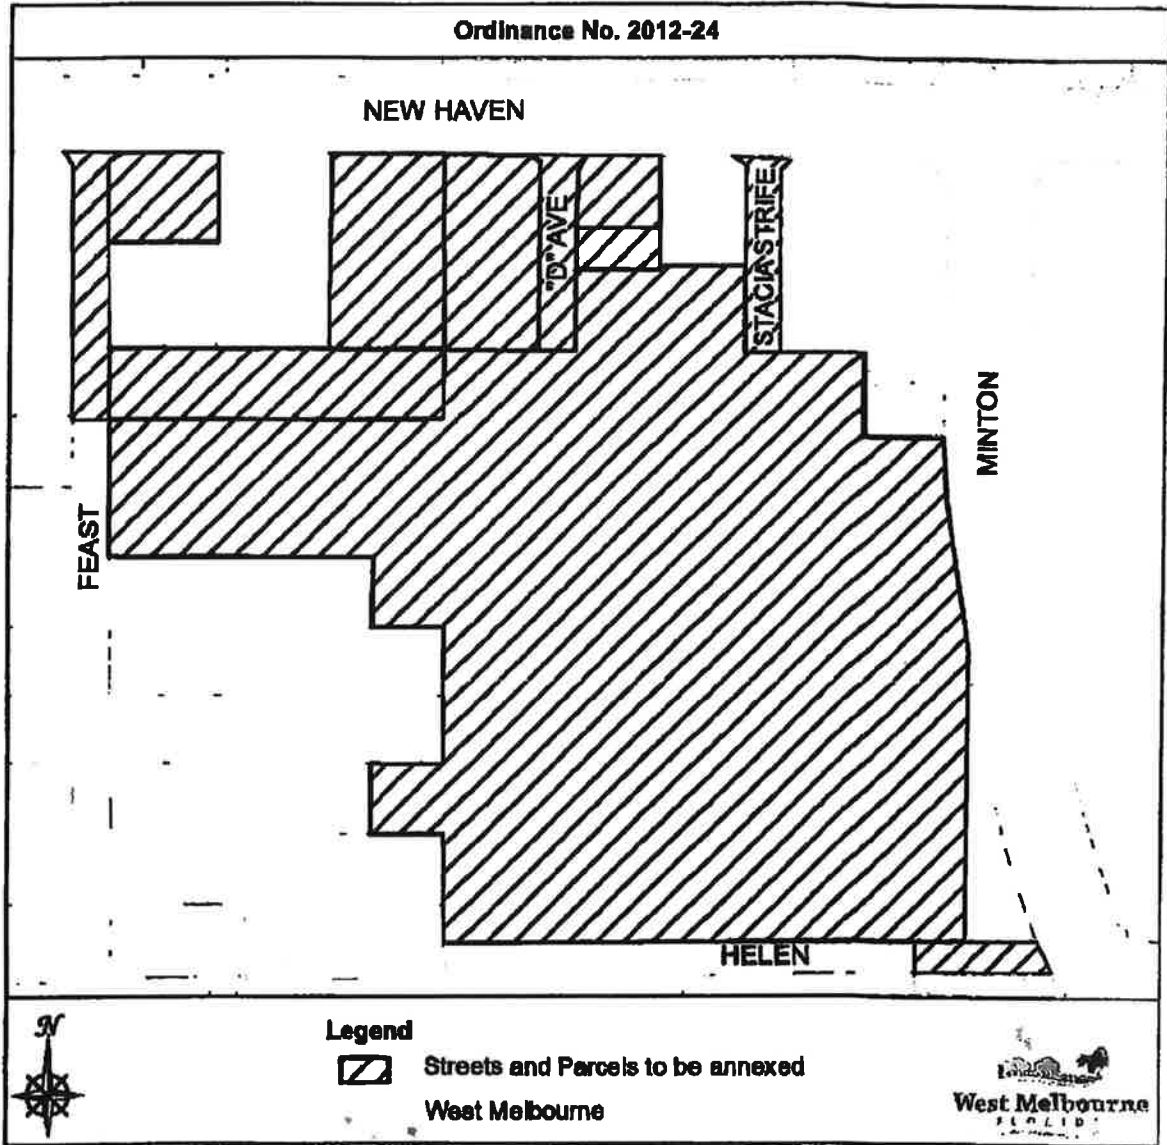 Ordinance No. 2012-24
NEW HAVEN
"D" AVE
STACIA STRIFE
MINTON
FEAST
HELEN
N
Legend
Streets and Parcels to be annexed
West Melbourne
West Melbourne